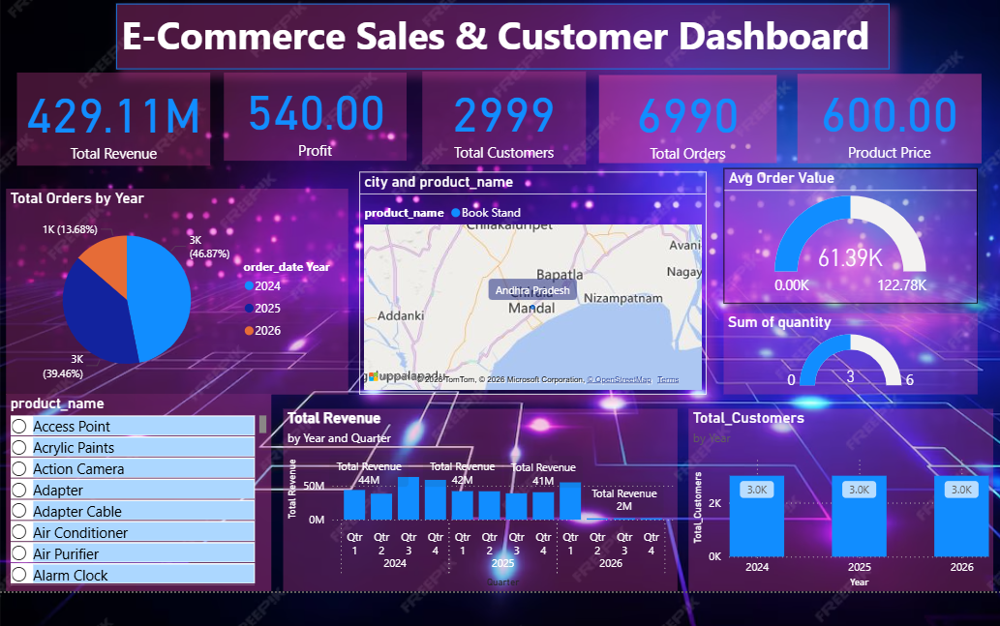 E-Commerce Sales & Customer Dashboard
429.11M
Total Revenue
540.00
Profit
2999
Total Customers
6990
Total Orders
600.00
Product Price
Total Orders by Year
1K (13.68%)
3K
(46.87%)
3K
(39.46%)
order_date Year
2024
2025
2026
city and product_name
product_name Book Stand
Chilakaluripet
Avani
Bapatla
Nagay
Andhra Pradesh
Chirala
Mandal
Nizampatnam
Addanki
© 2026 TomTom, © 2026 Microsoft Corporation, © OpenStreetMap Terms
Avg Order Value
61.39K
0.00K
122.78K
Sum of quantity
0
3
6
product_name
Access Point
Acrylic Paints
Action Camera
Adapter
Adapter Cable
Air Conditioner
Air Purifier
Alarm Clock
Total Revenue
by Year and Quarter
Total Revenue
50M
0M
Total Revenue
44M
Total Revenue
42M
Total Revenue
41M
Total Revenue
2M
Qtr 1 Qtr 2 Qtr 3 Qtr 4 Qtr 1 Qtr 2 Qtr 3 Qtr 4 Qtr 1 Qtr 2 Qtr 3 Qtr 4
2024 2025 2026
Quarter
Total_Customers
by Year
Total_Customers
2K
0K
3.0K 3.0K 3.0K
2024 2025 2026
Year
FREEPIK